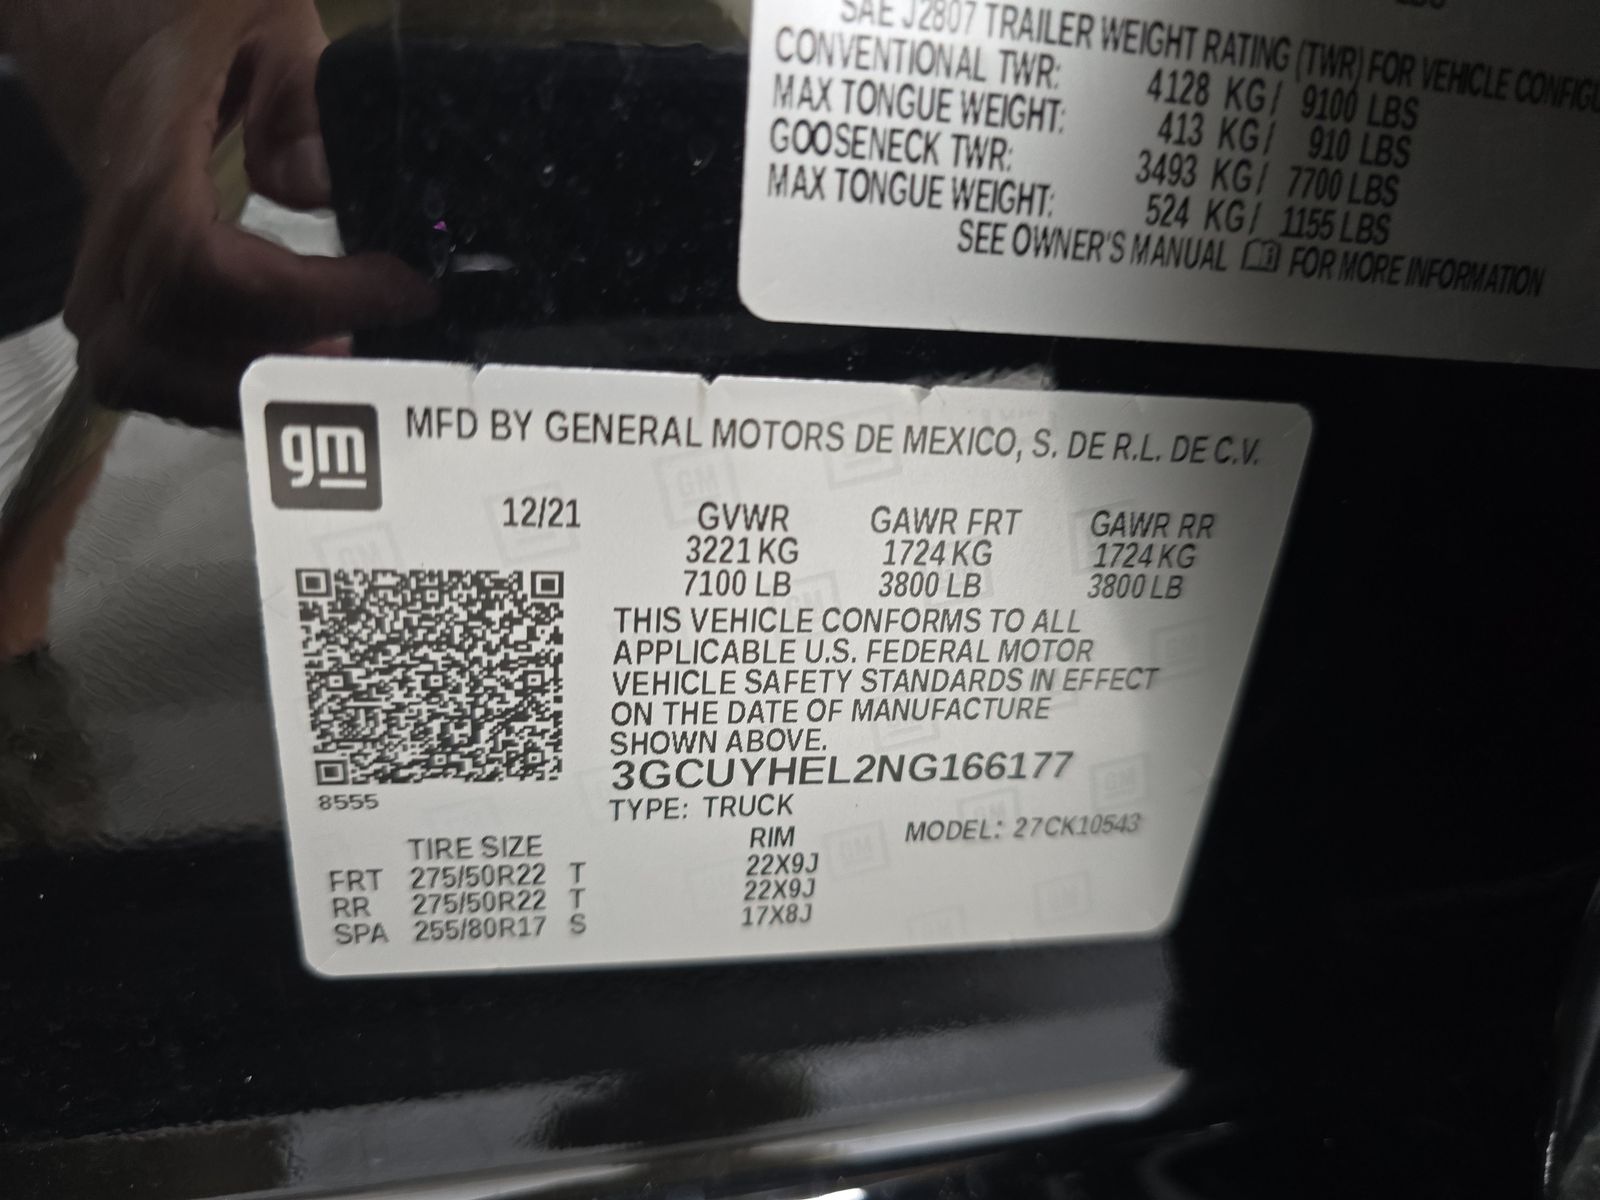 SAE J2807 TRAILER WEIGHT RATING (TWR) FOR VEHICLE
CONVENTIONAL TWR: 4128 KG/ 9100 LBS
MAX TONGUE WEIGHT: 413 KG/ 910 LBS
GOOSENECK TWR: 3493 KG/ 7700 LBS
MAX TONGUE WEIGHT: 524 KG/ 1155 LBS
SEE OWNER'S MANUAL FOR MORE INFORMATION
gm MFD BY GENERAL MOTORS DE MEXICO, S. DE R.L. DE C.V.
12/21 GVWR GAWR FRT GAWR RR
3221 KG 1724 KG 1724 KG
7100 LB 3800 LB 3800 LB
THIS VEHICLE CONFORMS TO ALL
APPLICABLE U.S. FEDERAL MOTOR
VEHICLE SAFETY STANDARDS IN EFFECT
ON THE DATE OF MANUFACTURE
SHOWN ABOVE.
3GCUYHEL2NG166177
8555
TYPE: TRUCK
MODEL: 27CK10543
TIRE SIZE RIM
FRT 275/50R22 T 22X9J
RR 275/50R22 T 22X9J
SPA 255/80R17 S 17X8J